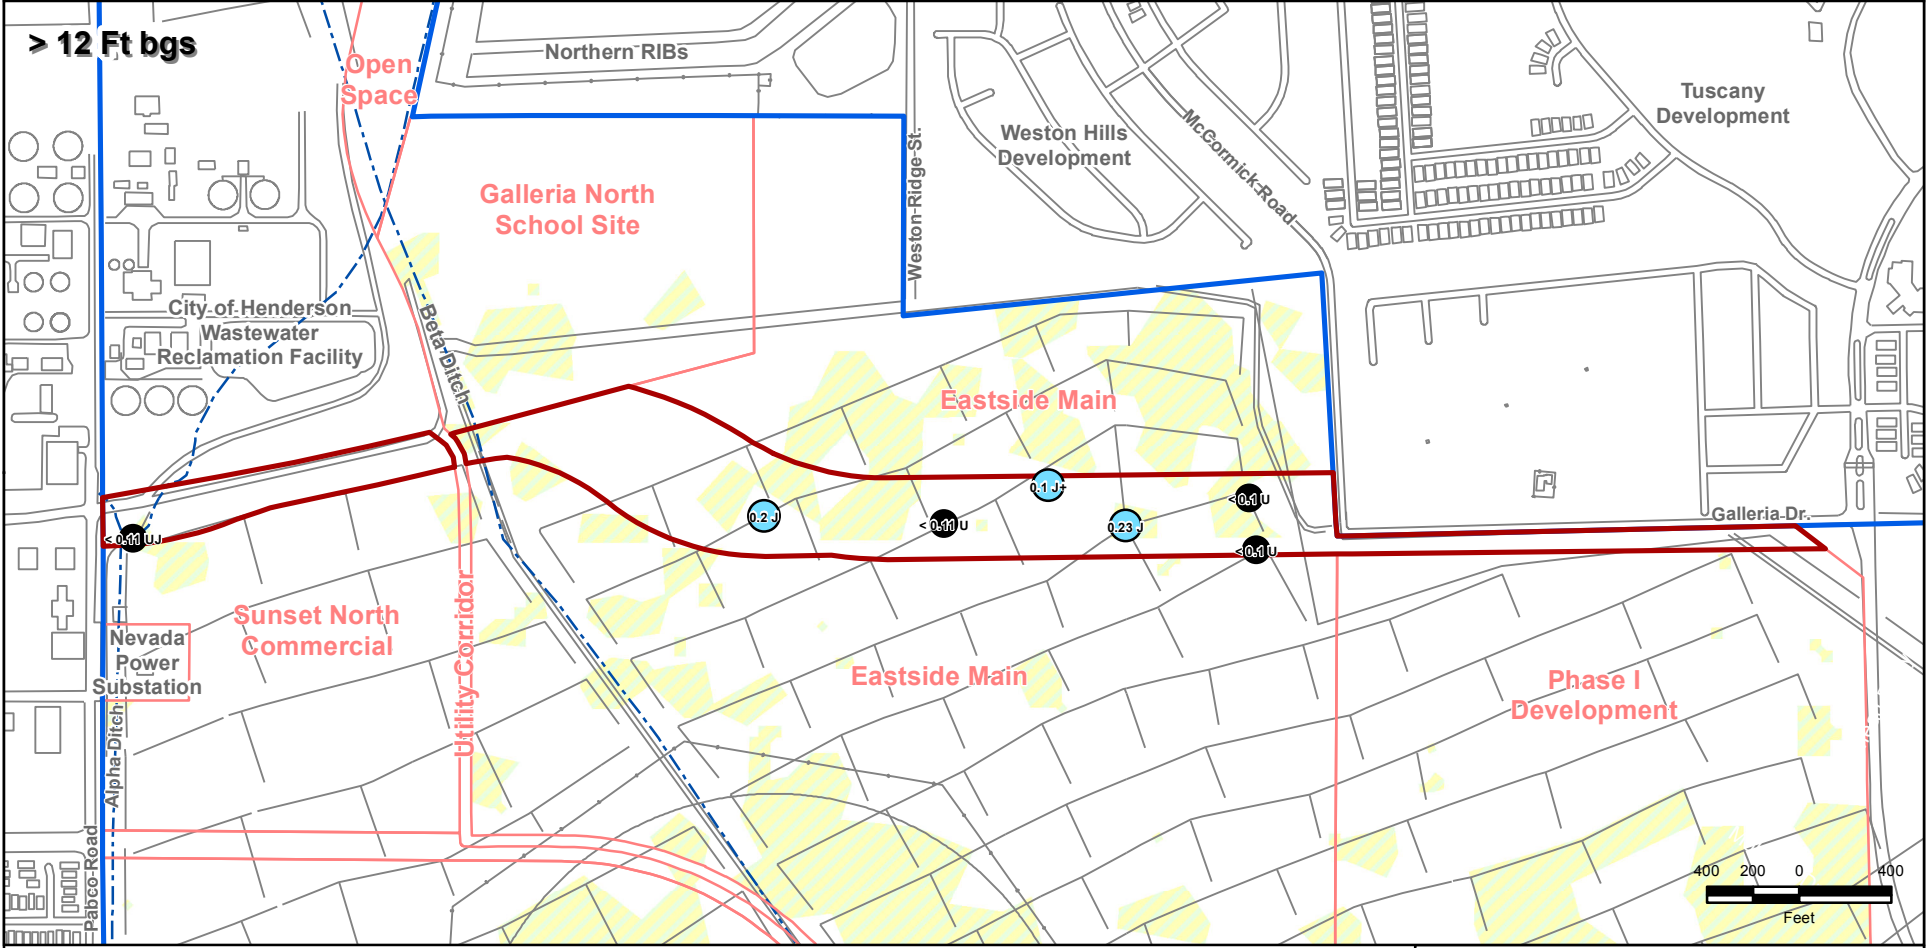 > 12 Ft bgs
Open
Space
Northern RIBs
Tuscany
Development
Weston Hills
Development
McCormick Road
Weston Ridge St.
Galleria North
School Site
City of Henderson
Wastewater
Reclamation Facility
Beta Ditch
Eastside Main
0.1 J+
0.2 J
< 0.11 U
0.23 J
< 0.1 U
< 0.1 U
Galleria Dr.
< 0.11 UJ
Sunset North
Commercial
Utility Corridor
Nevada
Power
Substation
Eastside Main
Phase I
Development
Alpha Ditch
Pabco Road
400 200 0 400
Feet